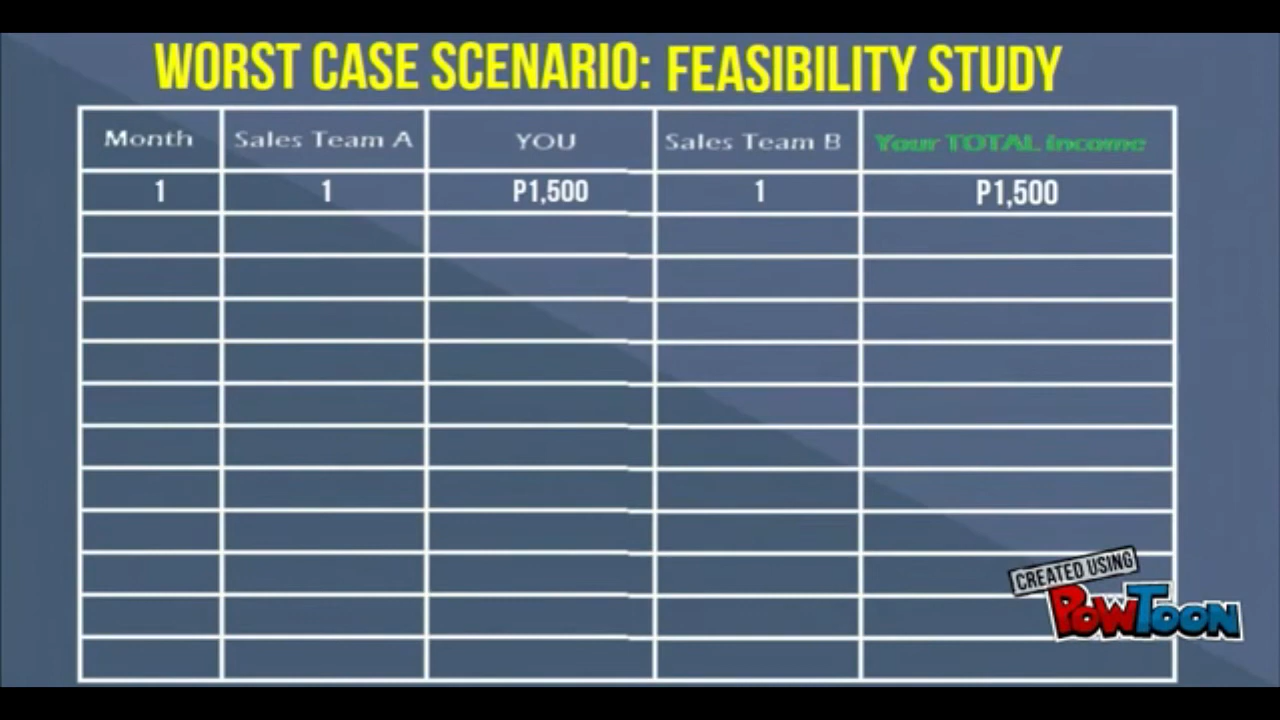 WORST CASE SCENARIO: FEASIBILITY STUDY
Month Sales Team A YOU Sales Team B Your TOTAL income
1 1 P1,500 1 P1,500
CREATED USING
POWTOON